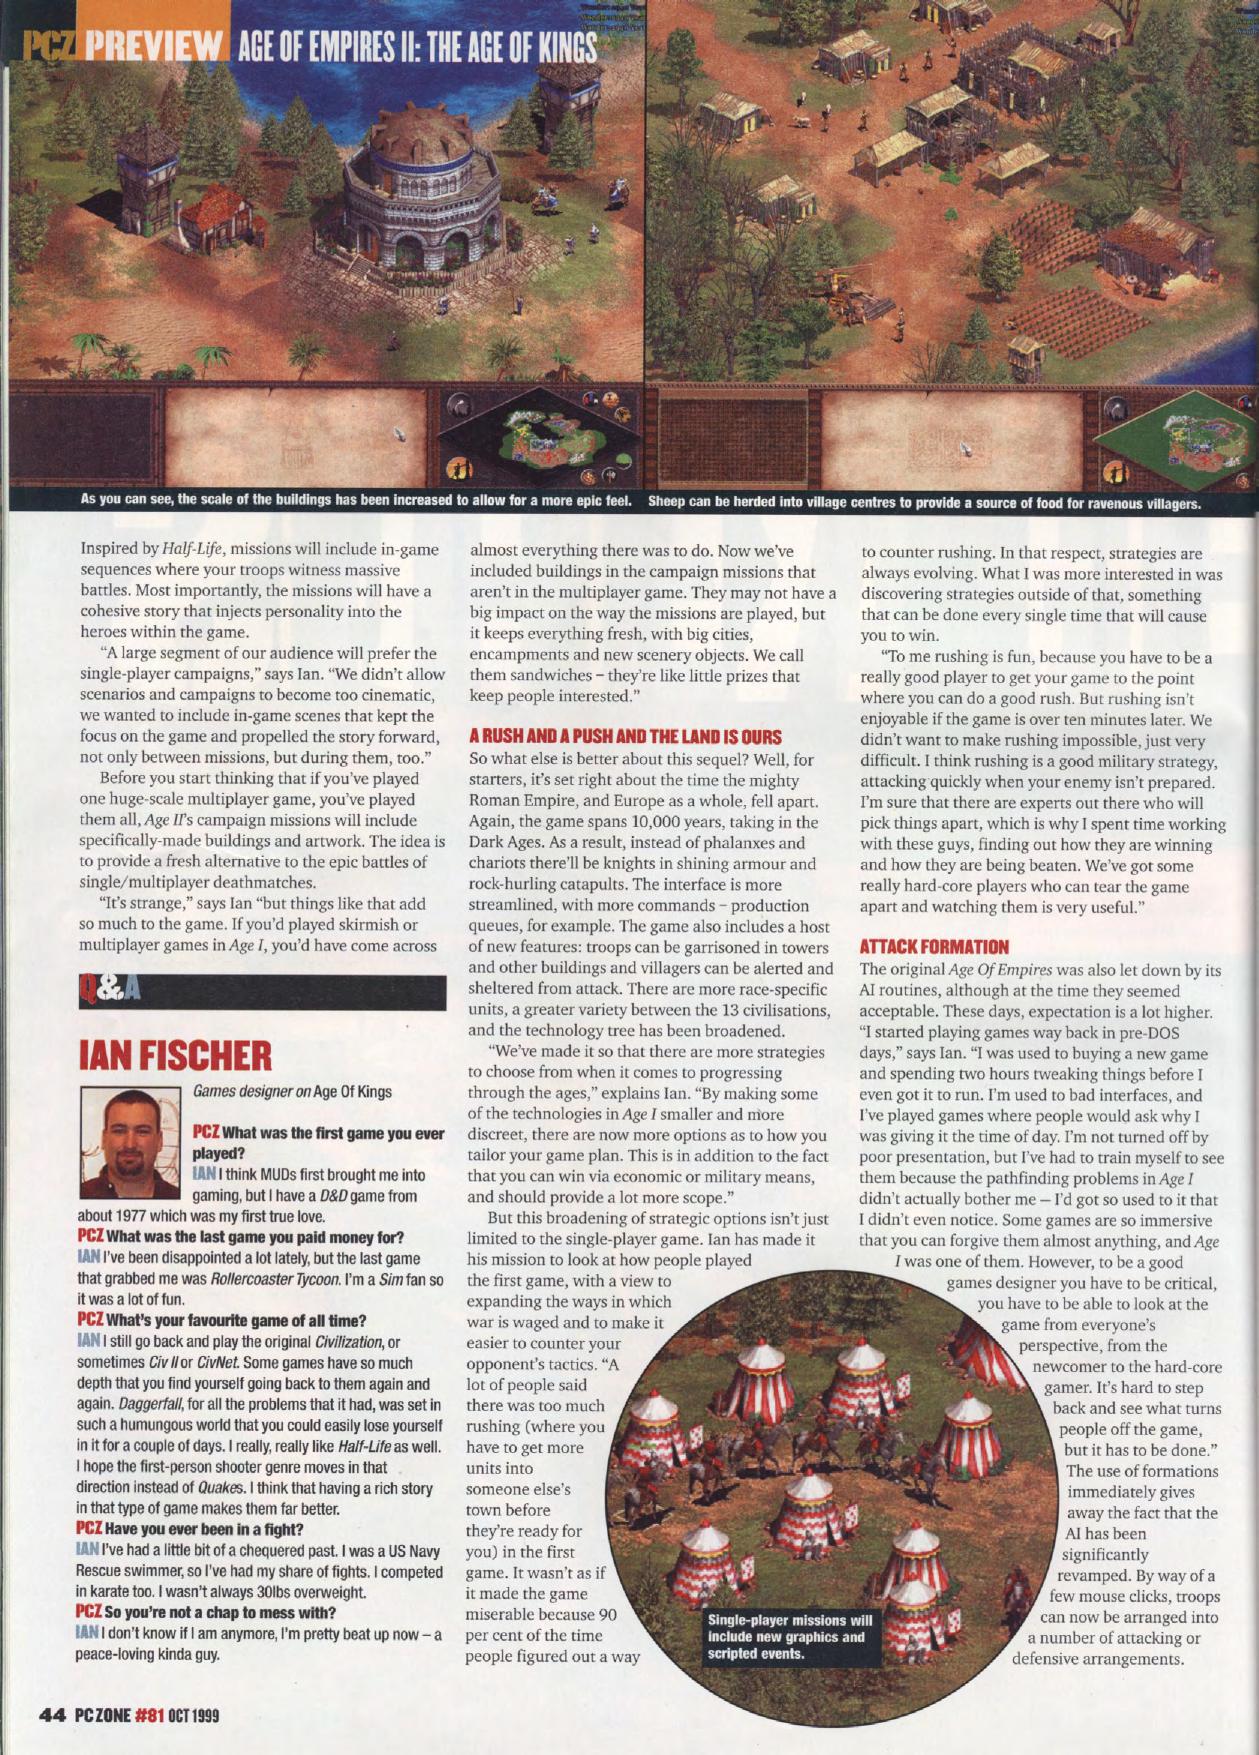 PCZ PREVIEW AGE OF EMPIRES II: THE AGE OF KINGS
As you can see, the scale of the buildings has been increased to allow for a more epic feel.
Sheep can be herded into village centres to provide a source of food for ravenous villagers.
Inspired by Half-Life, missions will include in-game
sequences where your troops witness massive
battles. Most importantly, the missions will have a
cohesive story that injects personality into the
heroes within the game.
“A large segment of our audience will prefer the
single-player campaigns,” says Ian. “We didn't allow
scenarios and campaigns to become too cinematic,
we wanted to include in-game scenes that kept the
focus on the game and propelled the story forward,
not only between missions, but during them, too.”
Before you start thinking that if you've played
one huge-scale multiplayer game, you've played
them all, Age II's campaign missions will include
specifically-made buildings and artwork. The idea is
to provide a fresh alternative to the epic battles of
single/multiplayer deathmatches.
“It's strange,” says Ian “but things like that add
so much to the game. If you'd played skirmish or
multiplayer games in Age I, you'd have come across
Q&A
IAN FISCHER
Games designer on Age Of Kings
PCZ What was the first game you ever
played?
IAN I think MUDs first brought me into
gaming, but I have a D&D game from
about 1977 which was my first true love.
PCZ What was the last game you paid money for?
IAN I've been disappointed a lot lately, but the last game
that grabbed me was Rollercoaster Tycoon. I'm a Sim fan so
it was a lot of fun.
PCZ What's your favourite game of all time?
IAN I still go back and play the original Civilization, or
sometimes Civ II or CivNet. Some games have so much
depth that you find yourself going back to them again and
again. Daggerfall, for all the problems that it had, was set in
such a humungous world that you could easily lose yourself
in it for a couple of days. I really, really like Half-Life as well.
I hope the first-person shooter genre moves in that
direction instead of Quakes. I think that having a rich story
in that type of game makes them far better.
PCZ Have you ever been in a fight?
IAN I've had a little bit of a chequered past. I was a US Navy
Rescue swimmer, so I've had my share of fights. I competed
in karate too. I wasn't always 30lbs overweight.
PCZ So you're not a chap to mess with?
IAN I don't know if I am anymore, I'm pretty beat up now – a
peace-loving kinda guy.
almost everything there was to do. Now we've
included buildings in the campaign missions that
aren't in the multiplayer game. They may not have a
big impact on the way the missions are played, but
it keeps everything fresh, with big cities,
encampments and new scenery objects. We call
them sandwiches – they're like little prizes that
keep people interested.”
A RUSH AND A PUSH AND THE LAND IS OURS
So what else is better about this sequel? Well, for
starters, it's set right about the time the mighty
Roman Empire, and Europe as a whole, fell apart.
Again, the game spans 10,000 years, taking in the
Dark Ages. As a result, instead of phalanxes and
chariots there'll be knights in shining armour and
rock-hurling catapults. The interface is more
streamlined, with more commands – production
queues, for example. The game also includes a host
of new features: troops can be garrisoned in towers
and other buildings and villagers can be alerted and
sheltered from attack. There are more race-specific
units, a greater variety between the 13 civilisations,
and the technology tree has been broadened.
“We've made it so that there are more strategies
to choose from when it comes to progressing
through the ages,” explains Ian. “By making some
of the technologies in Age I smaller and more
discreet, there are now more options as to how you
tailor your game plan. This is in addition to the fact
that you can win via economic or military means,
and should provide a lot more scope.”
But this broadening of strategic options isn't just
limited to the single-player game. Ian has made it
his mission to look at how people played
the first game, with a view to
expanding the ways in which
war is waged and to make it
easier to counter your
opponent's tactics. “A
lot of people said
there was too much
rushing (where you
have to get more
units into
someone else's
town before
they're ready for
you) in the first
game. It wasn't as if
it made the game
miserable because 90
per cent of the time
people figured out a way
to counter rushing. In that respect, strategies are
always evolving. What I was more interested in was
discovering strategies outside of that, something
that can be done every single time that will cause
you to win.
“To me rushing is fun, because you have to be a
really good player to get your game to the point
where you can do a good rush. But rushing isn't
enjoyable if the game is over ten minutes later. We
didn't want to make rushing impossible, just very
difficult. I think rushing is a good military strategy,
attacking quickly when your enemy isn't prepared.
I'm sure that there are experts out there who will
pick things apart, which is why I spent time working
with these guys, finding out how they are winning
and how they are being beaten. We've got some
really hard-core players who can tear the game
apart and watching them is very useful.”
ATTACK FORMATION
The original Age Of Empires was also let down by its
AI routines, although at the time they seemed
acceptable. These days, expectation is a lot higher.
“I started playing games way back in pre-DOS
days,” says Ian. “I was used to buying a new game
and spending two hours tweaking things before I
even got it to run. I'm used to bad interfaces, and
I've played games where people would ask why I
was giving it the time of day. I'm not turned off by
poor presentation, but I've had to train myself to see
them because the pathfinding problems in Age I
didn't actually bother me – I'd got so used to it that
I didn't even notice. Some games are so immersive
that you can forgive them almost anything, and Age
I was one of them. However, to be a good
games designer you have to be critical,
you have to be able to look at the
game from everyone's
perspective, from the
newcomer to the hard-core
gamer. It's hard to step
back and see what turns
people off the game,
but it has to be done.”
The use of formations
immediately gives
away the fact that the
AI has been
significantly
revamped. By way of a
few mouse clicks, troops
can now be arranged into
a number of attacking or
defensive arrangements.
Single-player missions will
include new graphics and
scripted events.
44 PC ZONE #81 OCT 1999